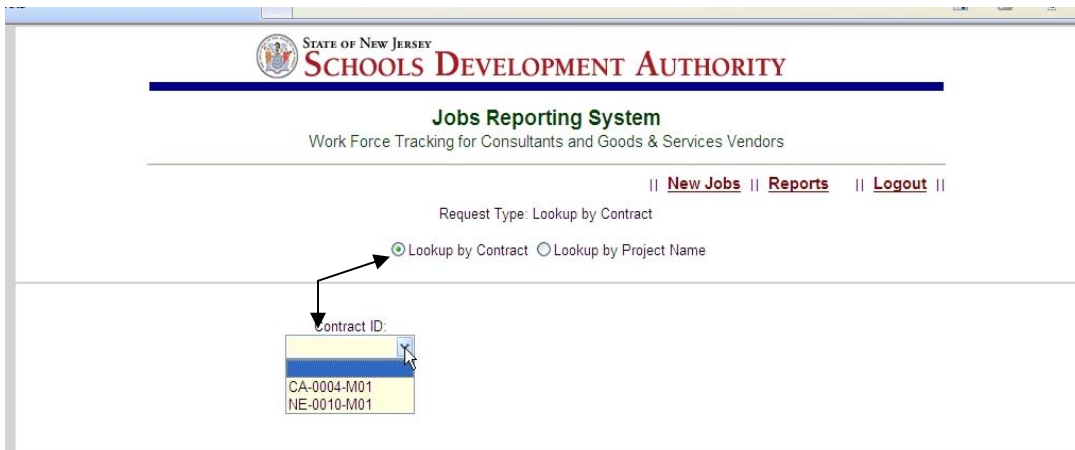 STATE OF NEW JERSEY
SCHOOLS DEVELOPMENT AUTHORITY
Jobs Reporting System
Work Force Tracking for Consultants and Goods & Services Vendors
|| New Jobs || Reports || Logout ||
Request Type: Lookup by Contract
Lookup by Contract Lookup by Project Name
Contract ID:
CA-0004-M01
NE-0010-M01